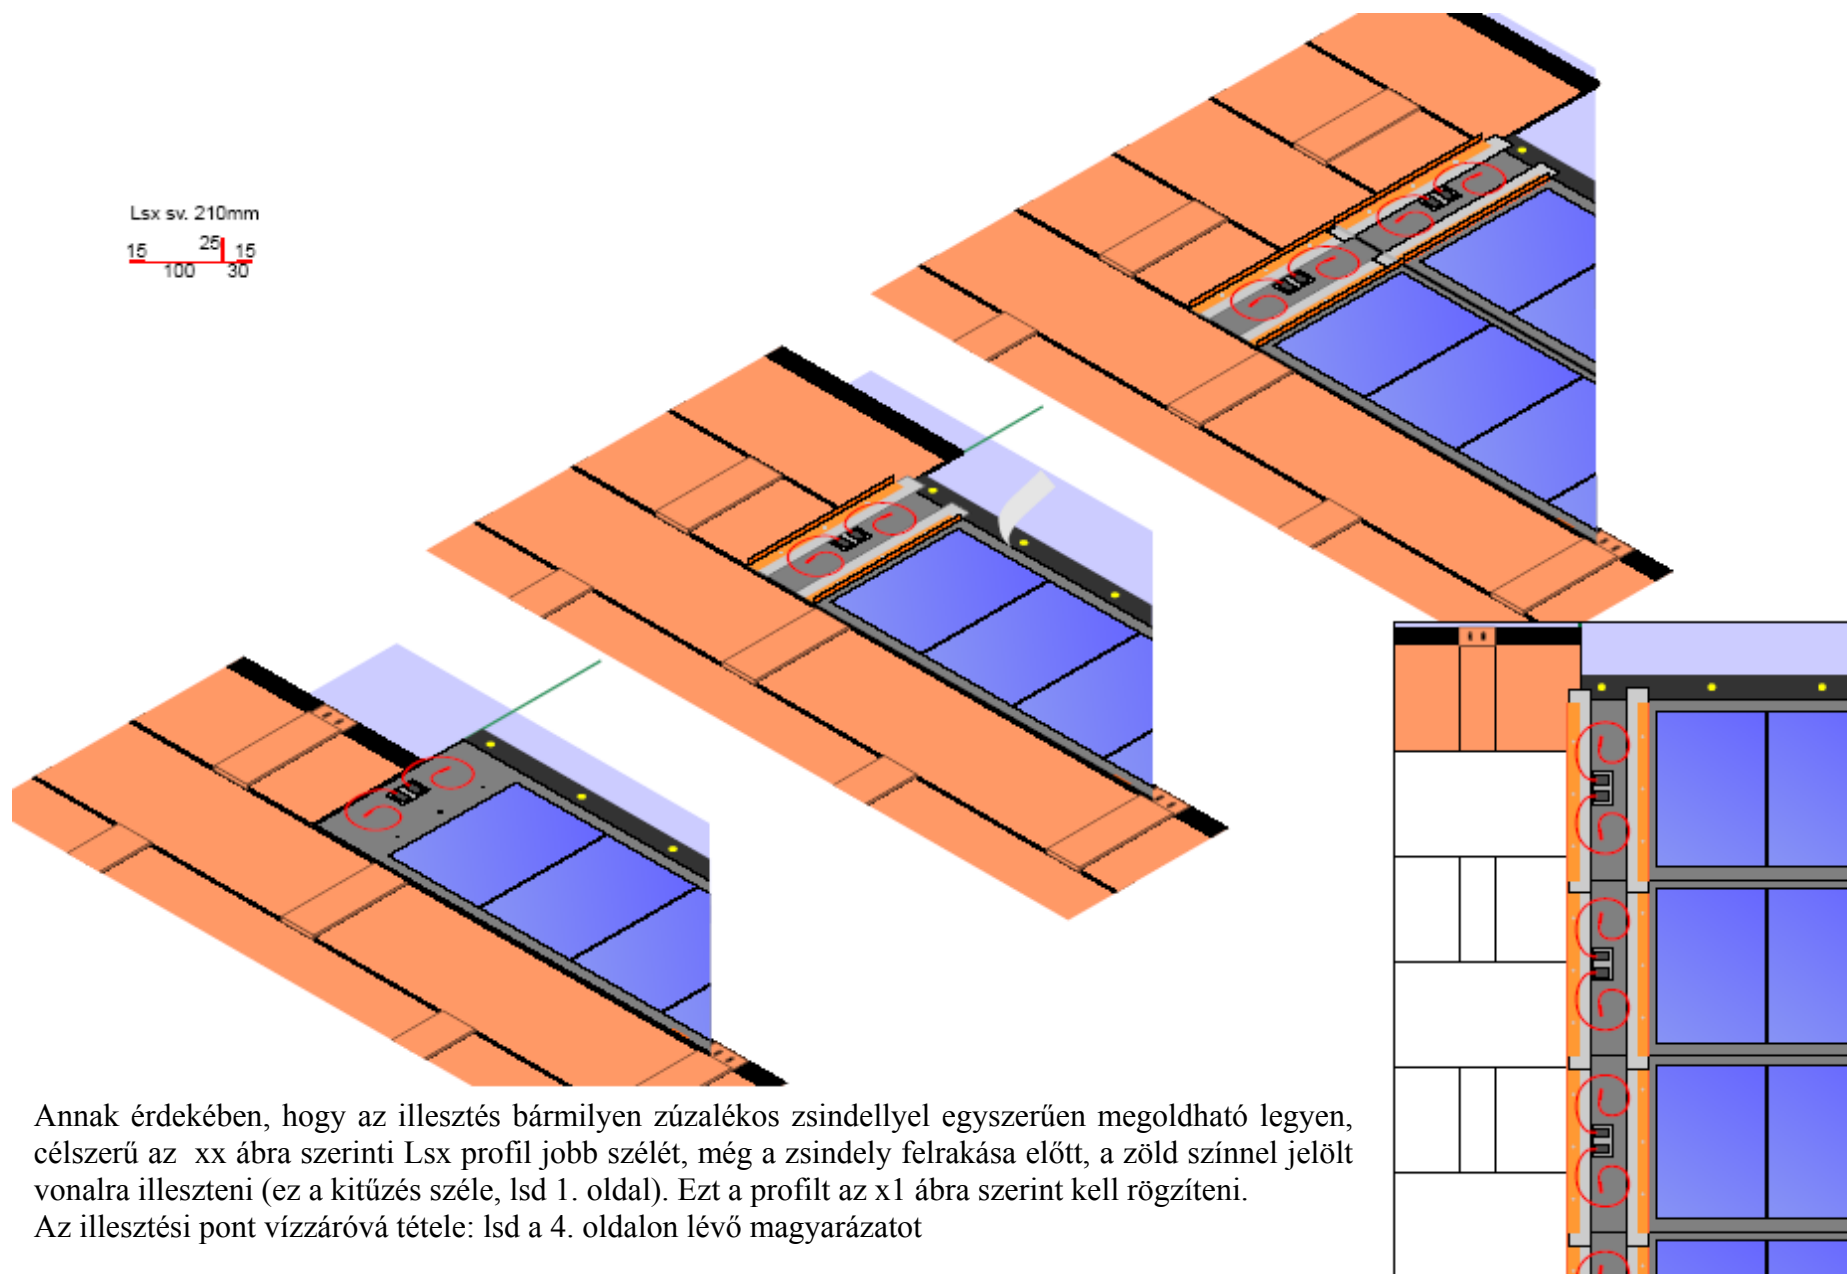 Lsx sv. 210mm
15 25 15
100 30
Annak érdekében, hogy az illesztés bármilyen zúzalékos zsindellyel egyszerűen megoldható legyen,
célszerű az xx ábra szerinti Lsx profil jobb szélét, még a zsindely felrakása előtt, a zöld színnel jelölt
vonalra illeszteni (ez a kitűzés széle, lsd 1. oldal). Ezt a profilt az x1 ábra szerint kell rögzíteni.
Az illesztési pont vízzáróvá tétele: lsd a 4. oldalon lévő magyarázatot